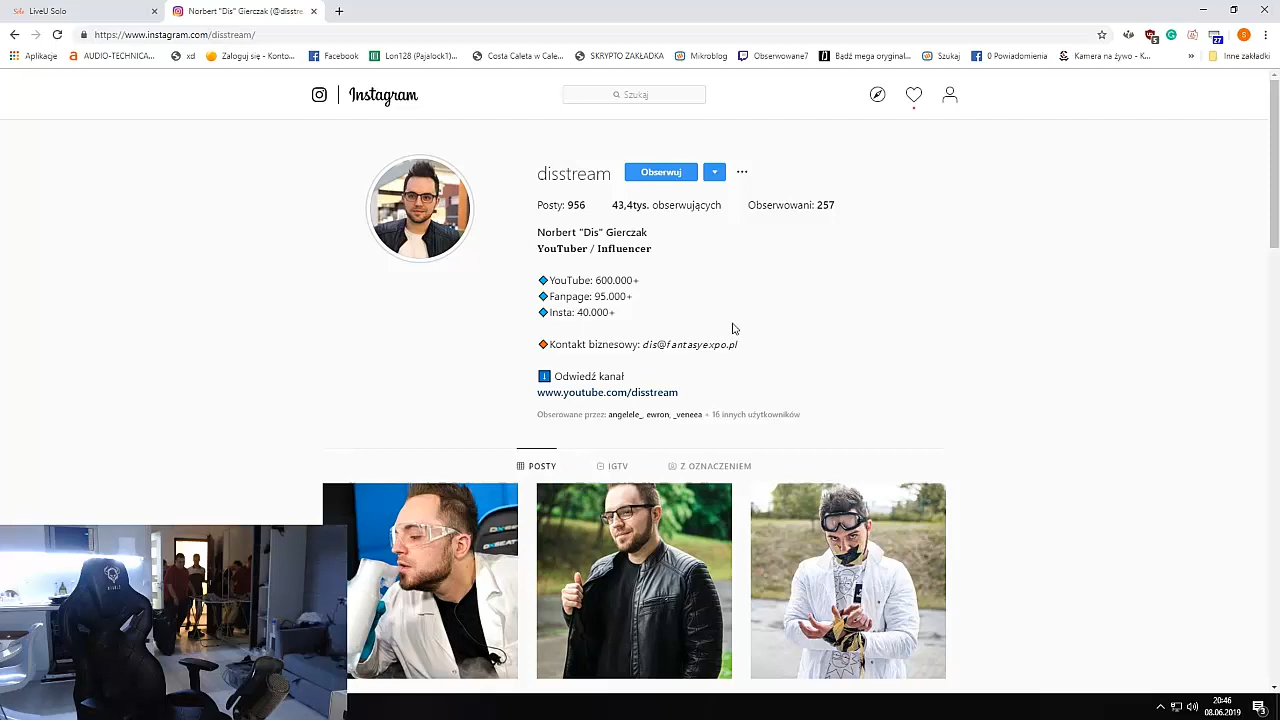 LiveU Solo
Norbert "Dis" Gierczak (@disstre
https://www.instagram.com/disstream/
Aplikacje
AUDIO-TECHNICA...
xd
Zaloguj się - Konto...
Facebook
Lon128 (Pajalock1)...
Costa Caleta w Cale...
SKRYPTO ZAKŁADKA
Mikroblog
Obserwowane7
Bądź mega oryginal...
Szukaj
0 Powiadomienia
Kamera na żywo - K...
»
Inne zakładki
Instagram
Szukaj
disstream
Obserwuj
Posty: 956 43,4tys. obserwujących Obserwowani: 257
Norbert "Dis" Gierczak
YouTuber / Influencer
YouTube: 600.000+
Fanpage: 95.000+
Insta: 40.000+
Kontakt biznesowy: dis@fantasyexpo.pl
Odwiedź kanał
www.youtube.com/disstream
Obserowane przez: angelele_, ewron, _veneea + 16 innych użytkowników
POSTY
IGTV
Z OZNACZENIEM
20:46
08.06.2019